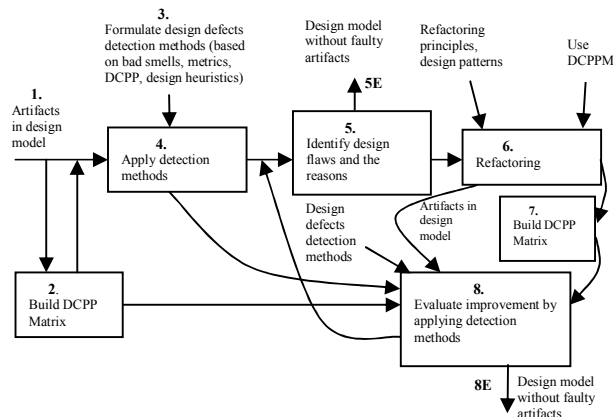 3.
Formulate design defects
detection methods (based
on bad smells, metrics,
DCPP, design heuristics)
Design model
without faulty
artifacts
5E
Refactoring
principles,
design patterns
Use
DCPPM
1.
Artifacts
in design
model
4.
Apply detection
methods
5.
Identify design
flaws and the
reasons
6.
Refactoring
Design
defects
detection
methods
Artifacts in
design
model
7.
Build DCPP
Matrix
2.
Build DCPP
Matrix
8.
Evaluate improvement by
applying detection
methods
8E
Design model
without faulty
artifacts